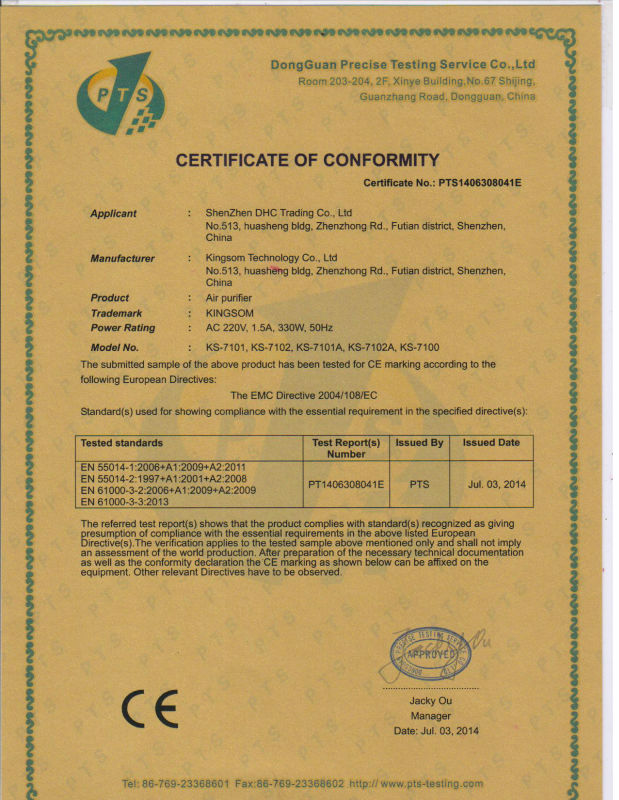 PTS
DongGuan Precise Testing Service Co.,Ltd
Room 203-204, 2F, Xinye Building,No.67 Shijing,
Guanzhang Road, Dongguan, China
CERTIFICATE OF CONFORMITY
Certificate No.: PTS1406308041E
Applicant : ShenZhen DHC Trading Co., Ltd
No.513, huasheng bldg, Zhenzhong Rd., Futian district, Shenzhen,
China
Manufacturer : Kingsom Technology Co., Ltd
No.513, huasheng bldg, Zhenzhong Rd., Futian district, Shenzhen,
China
Product : Air purifier
Trademark : KINGSOM
Power Rating : AC 220V, 1.5A, 330W, 50Hz
Model No. : KS-7101, KS-7102, KS-7101A, KS-7102A, KS-7100
The submitted sample of the above product has been tested for CE marking according to the
following European Directives:
The EMC Directive 2004/108/EC
Standard(s) used for showing compliance with the essential requirement in the specified directive(s):
Tested standards Test Report(s) Issued By Issued Date
Number
EN 55014-1:2006+A1:2009+A2:2011
EN 55014-2:1997+A1:2001+A2:2008
EN 61000-3-2:2006+A1:2009+A2:2009
EN 61000-3-3:2013
PT1406308041E PTS Jul. 03, 2014
The referred test report(s) shows that the product complies with standard(s) recognized as giving
presumption of compliance with the essential requirements in the above listed European
Directive(s).The verification applies to the tested sample above mentioned only and shall not imply
an assessment of the world production. After preparation of the necessary technical documentation
as well as the conformity declaration the CE marking as shown below can be affixed on the
equipment. Other relevant Directives have to be observed.
APPROVED
CE
Jacky Ou
Manager
Date: Jul. 03, 2014
Tel: 86-769-23368601 Fax:86-769-23368602 http:// www.pts-testing.com